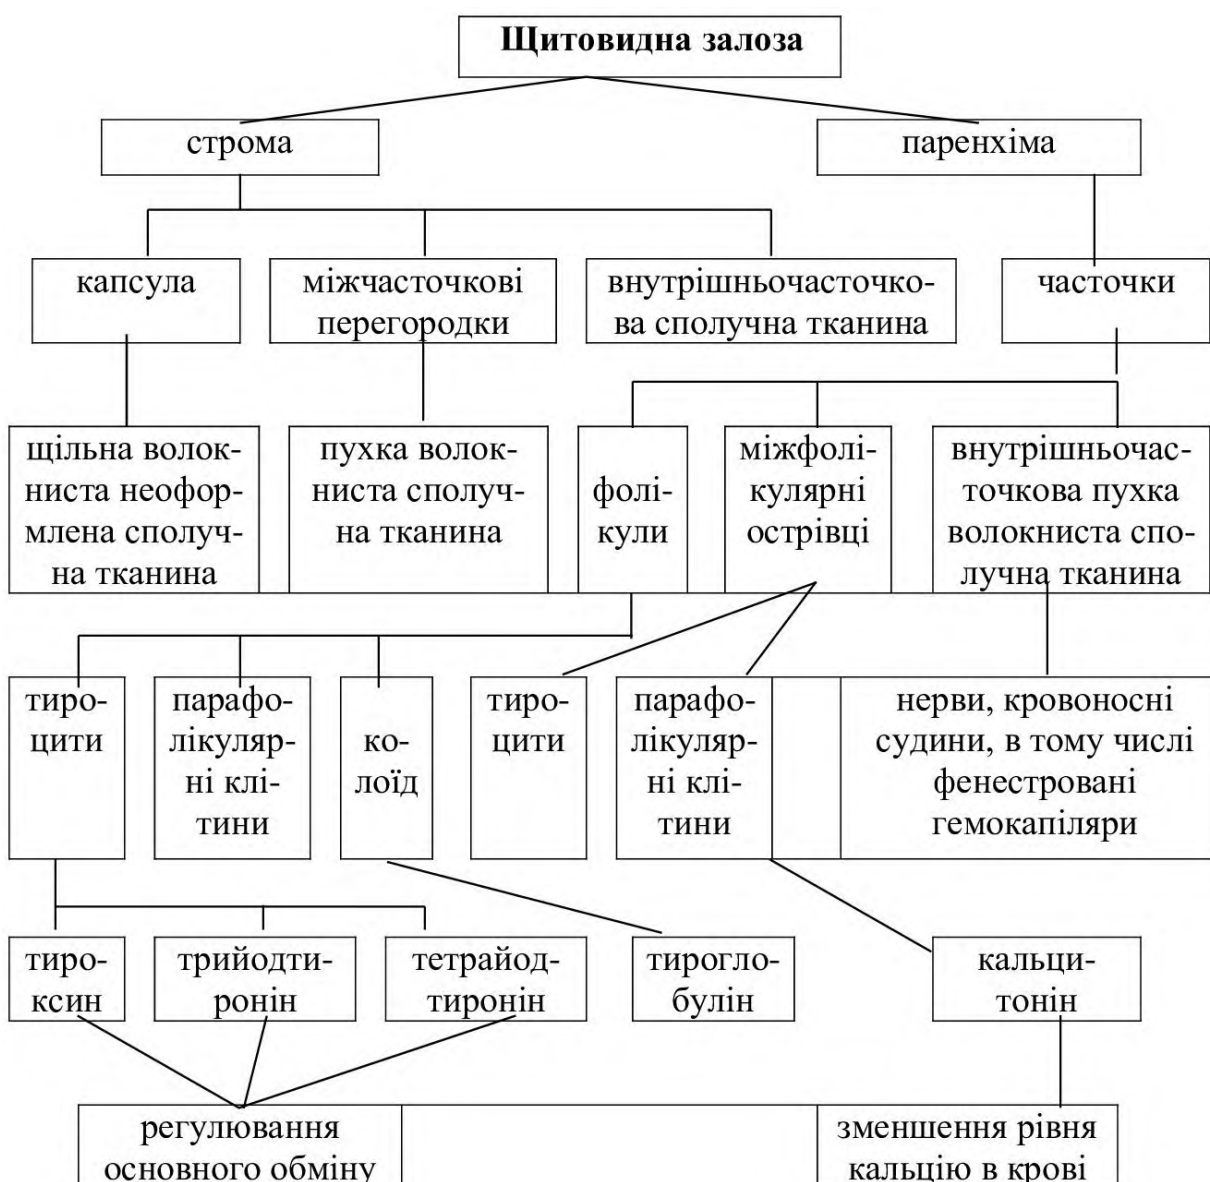 Щитовидна залоза
строма
паренхіма
капсула
міжчасточкові
перегородки
внутрішньочасточко-
ва сполучна тканина
часточки
щільна волок-
ниста неофор-
млена сполуч-
на тканина
пухка волок-
ниста сполуч-
на тканина
фолі-
кули
міжфолі-
кулярні
острівці
внутрішньочас-
точкова пухка
волокниста спо-
лучна тканина
тиро-
цити
парафо-
лікуляр-
ні клі-
тини
ко-
лоїд
тиро-
цити
парафо-
лікуляр-
ні клі-
тини
нерви, кровоносні
судини, в тому числі
фенестровані
гемокапіляри
тиро-
ксин
трийодти-
ронін
тетрайод-
тиронін
тирогло-
булін
кальци-
тонін
регулювання
основного обміну
зменшення рівня
кальцію в крові